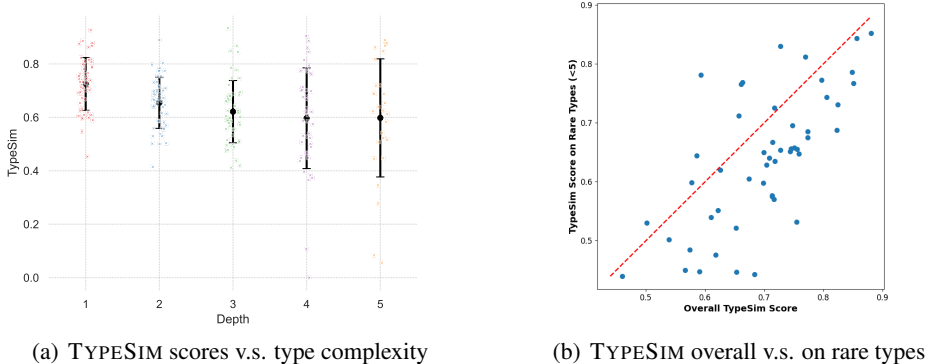 TypeSim
0.8
0.6
0.4
0.2
0.0
1 2 3 4 5
Depth
(a) TYPESIM scores v.s. type complexity
TypeSim Score on Rare Types (<5)
0.9
0.8
0.7
0.6
0.5
0.5 0.6 0.7 0.8 0.9
Overall TypeSim Score
(b) TYPESIM overall v.s. on rare types